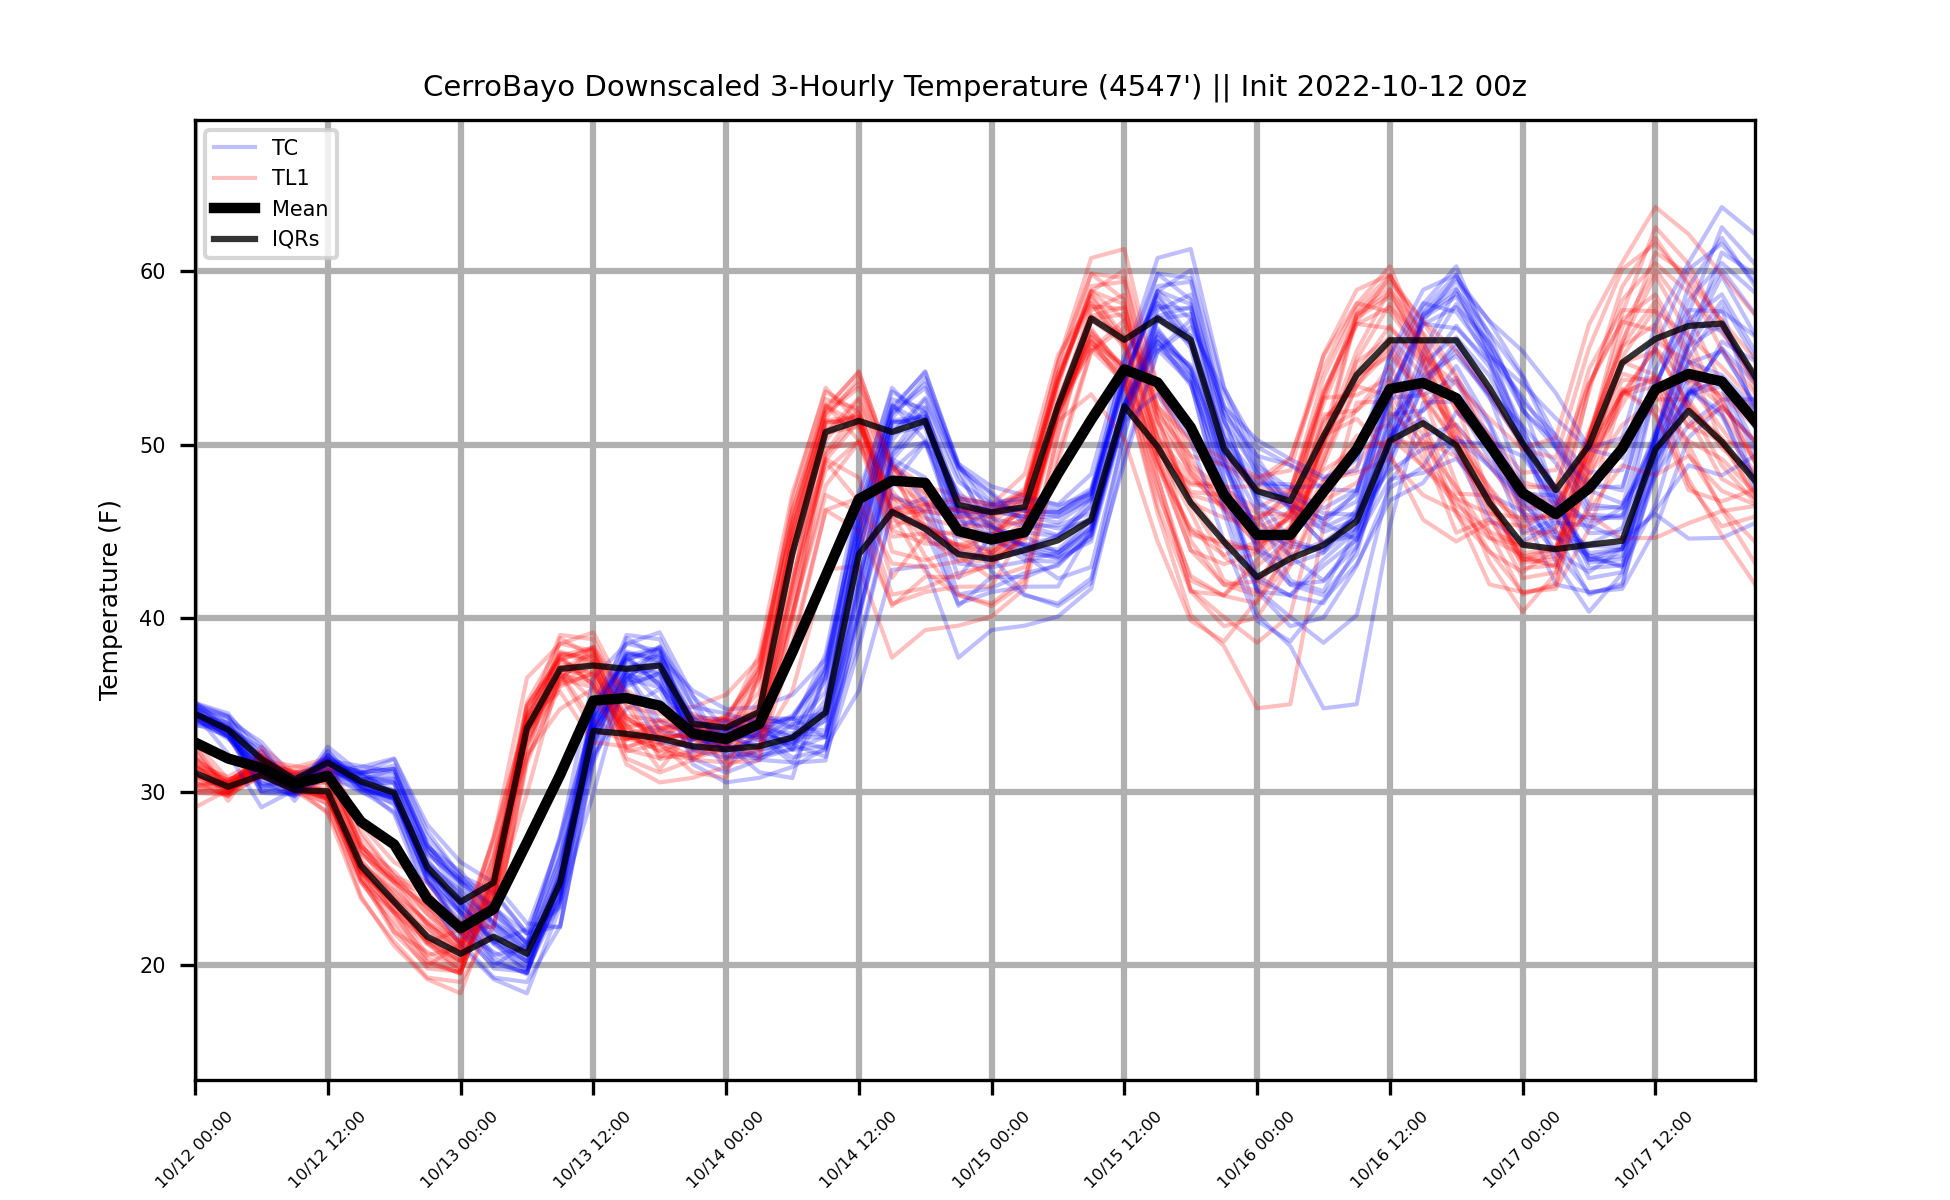 CerroBayo Downscaled 3-Hourly Temperature (4547') || Init 2022-10-12 00z
TC
TL1
Mean
IQRs
Temperature (F)
60
50
40
30
20
10/12 00:00
10/12 12:00
10/13 00:00
10/13 12:00
10/14 00:00
10/14 12:00
10/15 00:00
10/15 12:00
10/16 00:00
10/16 12:00
10/17 00:00
10/17 12:00